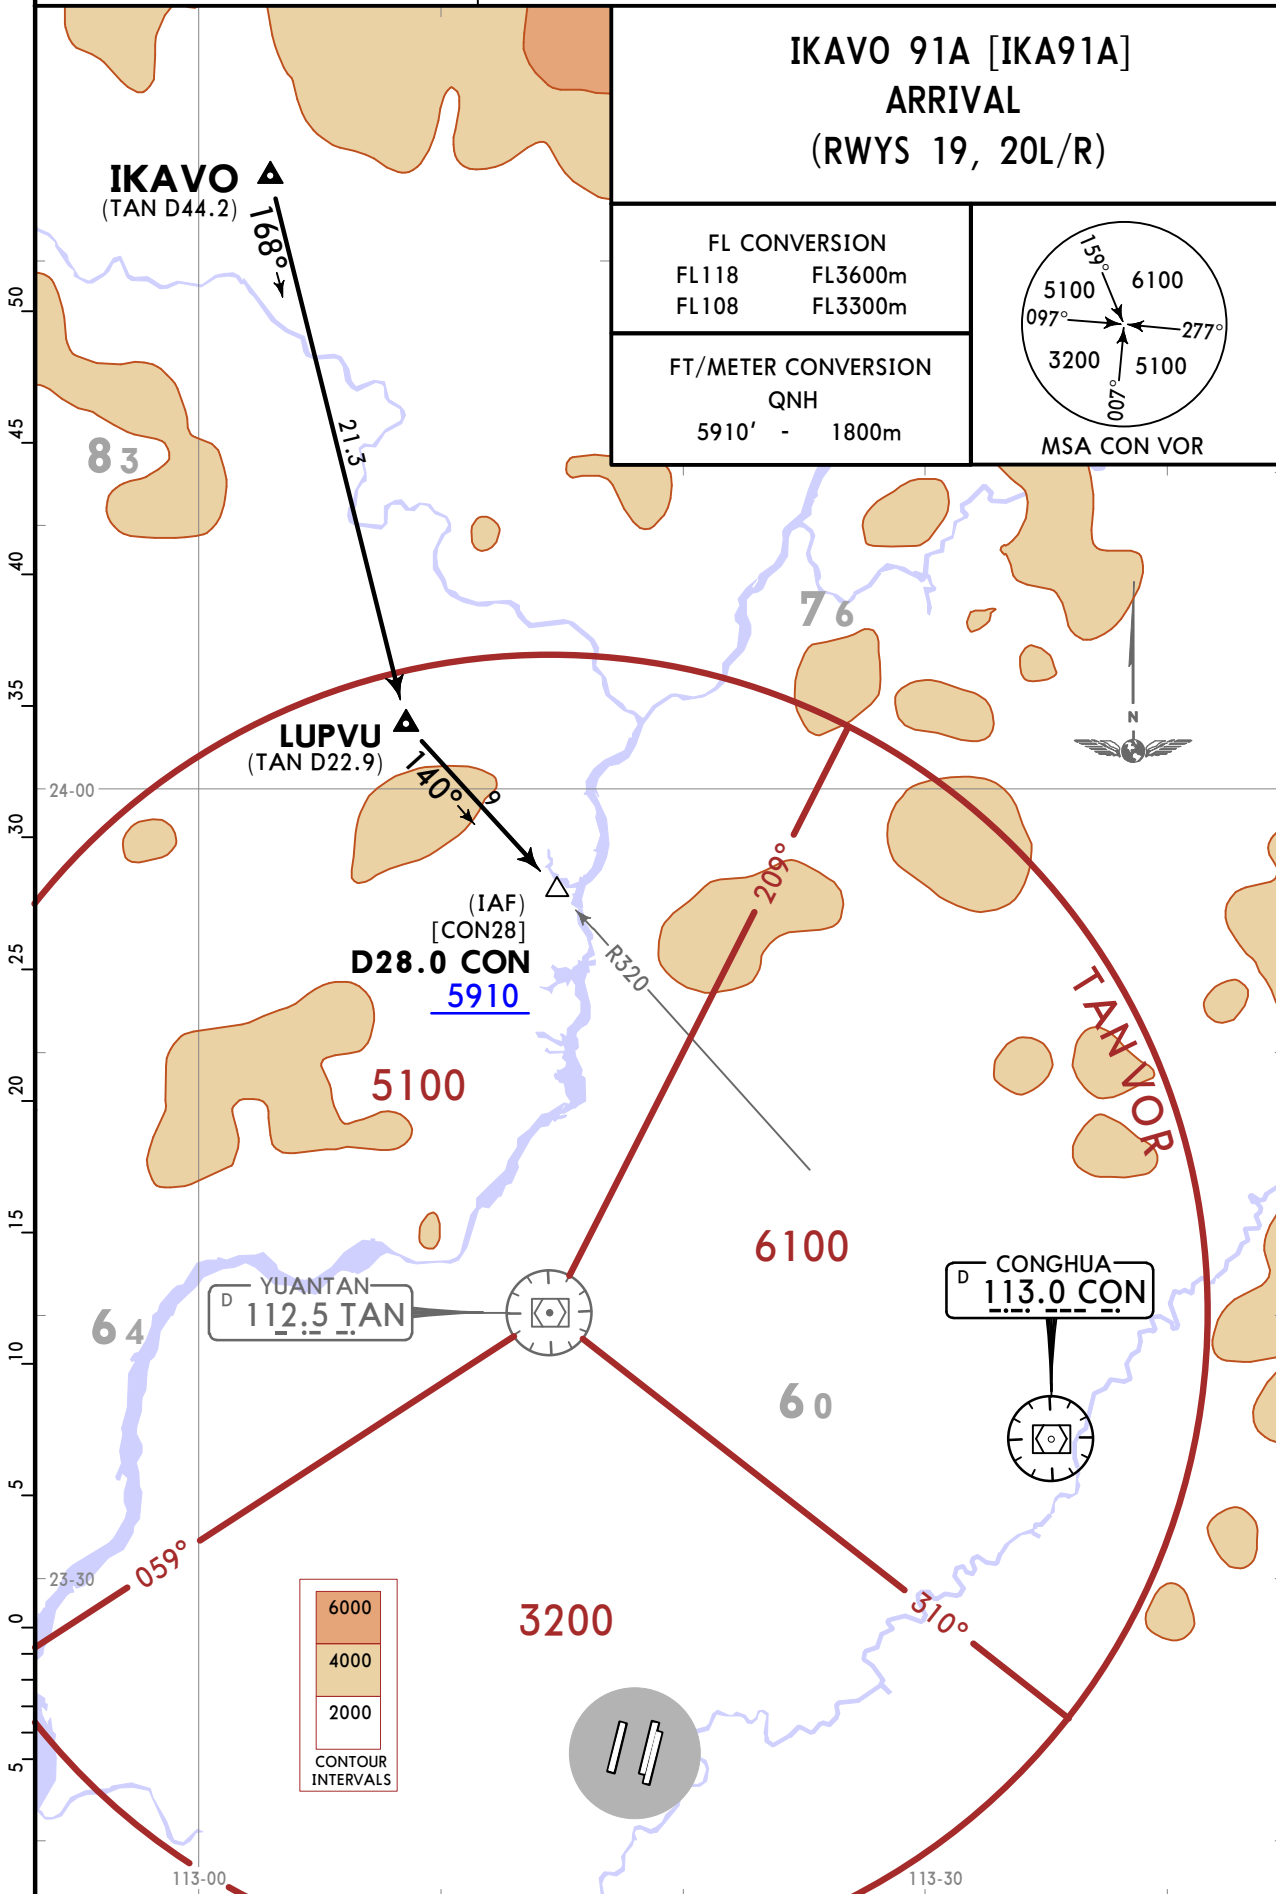 IKAVO 91A [IKA91A]
ARRIVAL
(RWYS 19, 20L/R)
FL CONVERSION
FL118 FL3600m
FL108 FL3300m
FT/METER CONVERSION
QNH
5910' - 1800m
159°
5100
6100
097°
277°
3200
5100
007°
MSA CON VOR
IKAVO
(TAN D44.2)
168°
21.3
83
76
N
LUPVU
(TAN D22.9)
140°
9
24-00
209°
(IAF)
[CON28]
D28.0 CON
5910
R320
TAN VOR
5100
6100
YUANTAN
D 112.5 TAN
CONGHUA
D 113.0 CON
64
60
059°
310°
23-30
3200
6000
4000
2000
CONTOUR
INTERVALS
113-00
113-30
50
45
40
35
30
25
20
15
10
5
0
5